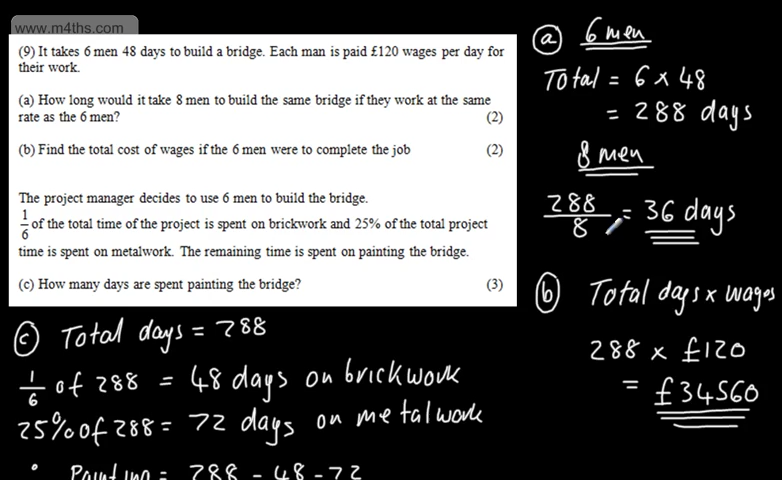 www.m4ths.com
(9) It takes 6 men 48 days to build a bridge. Each man is paid £120 wages per day for
their work.
(a) How long would it take 8 men to build the same bridge if they work at the same
rate as the 6 men? (2)
(b) Find the total cost of wages if the 6 men were to complete the job (2)
The project manager decides to use 6 men to build the bridge.
1/6 of the total time of the project is spent on brickwork and 25% of the total project
time is spent on metalwork. The remaining time is spent on painting the bridge.
(c) How many days are spent painting the bridge? (3)
(a) 6 men
Total = 6 × 48
= 288 days
8 men
288/8 = 36 days
(b) Total days × wages
288 × £120
= £34560
(c) Total days = 288
1/6 of 288 = 48 days on brickwork
25% of 288 = 72 days on metalwork
Painting = 288 - 48 - 72